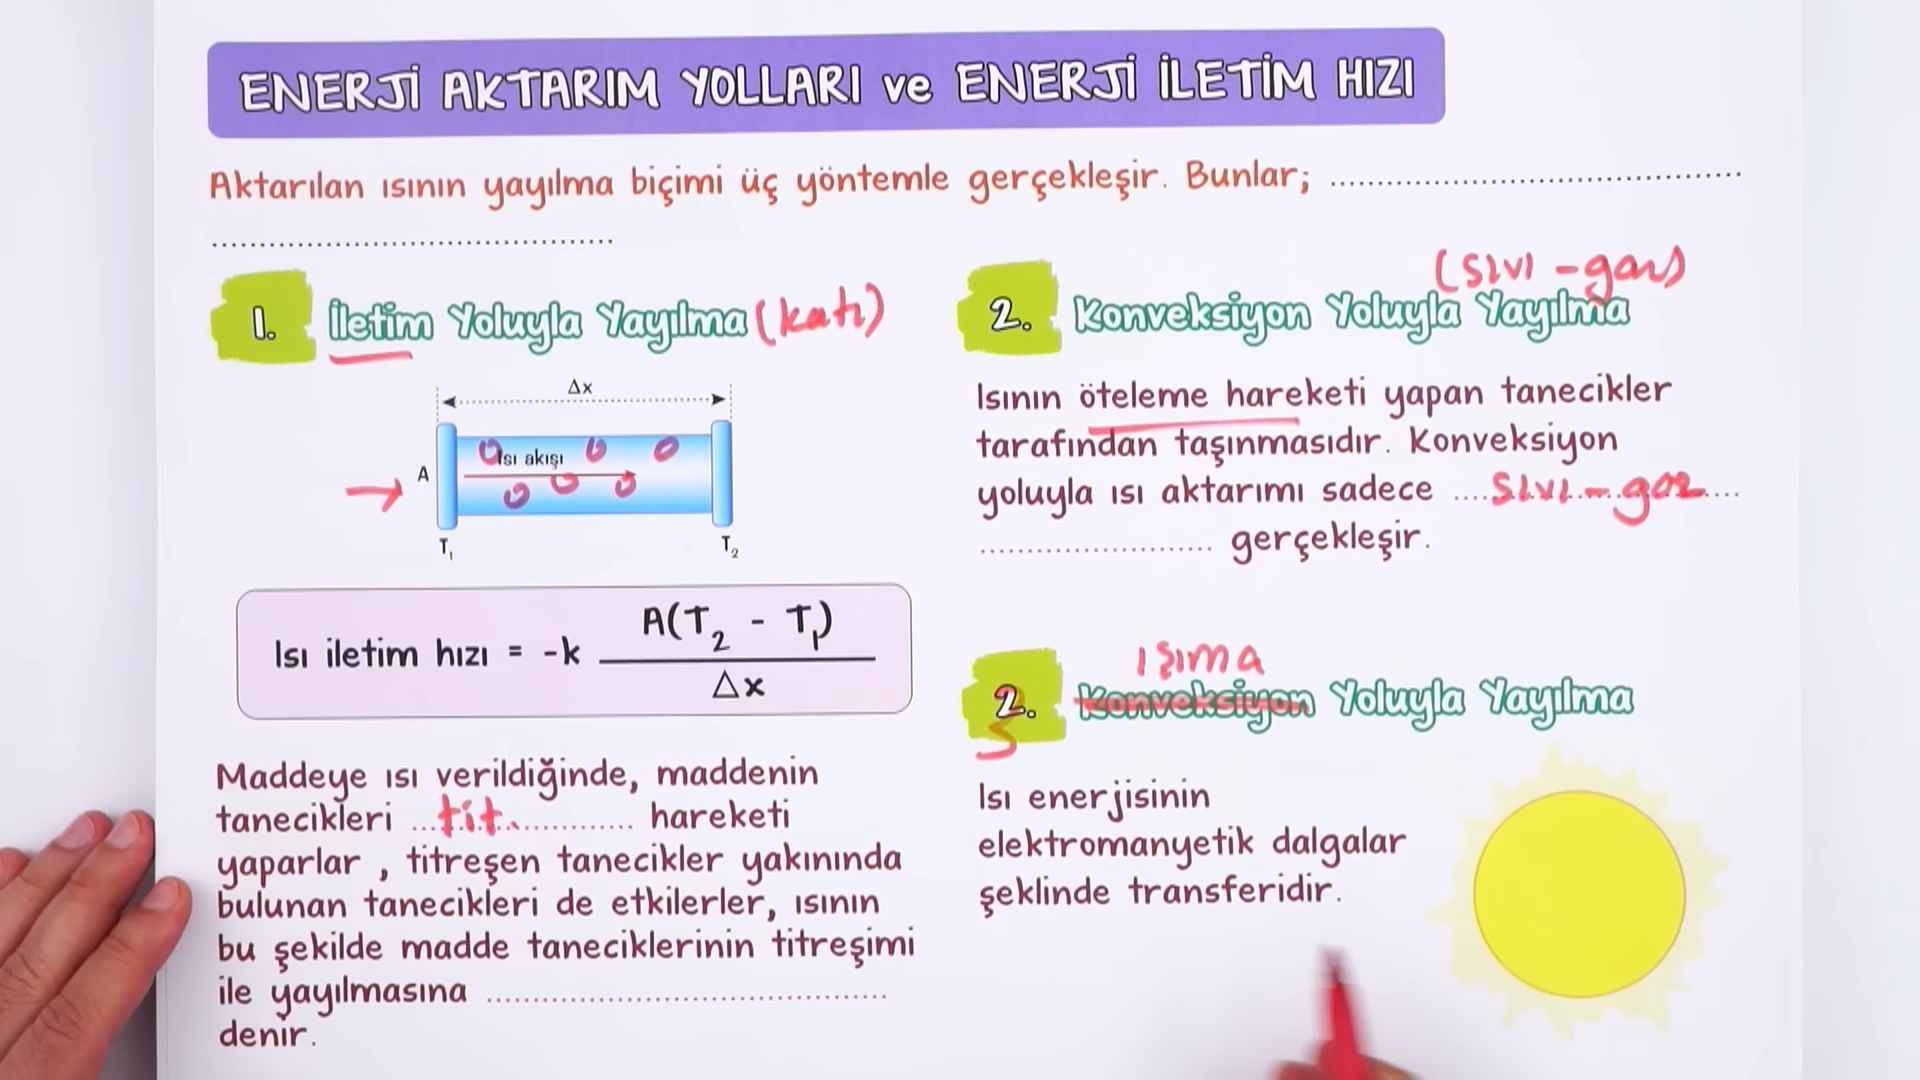 ENERJİ AKTARIM YOLLARI ve ENERJİ İLETİM HIZI
Aktarılan ısının yayılma biçimi üç yöntemle gerçekleşir. Bunlar; ........................................
........................................
1. İletim Yoluyla Yayılma (katı)
Δx
Isı akışı
A
T₁
T₂
Isı iletim hızı = -k A(T₂ - T₁) / Δx
Maddeye ısı verildiğinde, maddenin
tanecikleri ...tit................ hareketi
yaparlar , titreşen tanecikler yakınında
bulunan tanecikleri de etkilerler, ısının
bu şekilde madde taneciklerinin titreşimi
ile yayılmasına ........................................
denir.
(sıvı - gaz)
2. Konveksiyon Yoluyla Yayılma
Isının öteleme hareketi yapan tanecikler
tarafından taşınmasıdır. Konveksiyon
yoluyla ısı aktarımı sadece ....sıvı - gaz....
........................ gerçekleşir.
ışıma
2. 3 Konveksiyon Yoluyla Yayılma
Isı enerjisinin
elektromanyetik dalgalar
şeklinde transferidir.